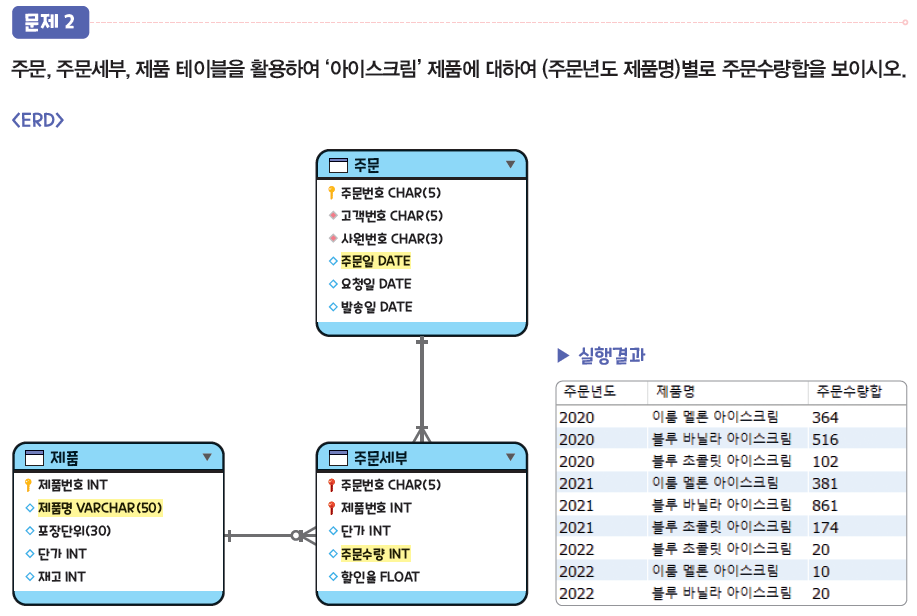 문제 2
주문, 주문세부, 제품 테이블을 활용하여 ‘아이스크림’ 제품에 대하여 (주문년도 제품명)별로 주문수량합을 보이시오.
<ERD>
주문
주문번호 CHAR(5)
고객번호 CHAR(5)
사원번호 CHAR(3)
주문일 DATE
요청일 DATE
발송일 DATE
제품
제품번호 INT
제품명 VARCHAR(50)
포장단위(30)
단가 INT
재고 INT
주문세부
주문번호 CHAR(5)
제품번호 INT
단가 INT
주문수량 INT
할인율 FLOAT
▶ 실행결과
주문년도 제품명 주문수량합
2020 이룸 멜론 아이스크림 364
2020 블루 바닐라 아이스크림 516
2020 블루 초콜릿 아이스크림 102
2021 이룸 멜론 아이스크림 381
2021 블루 바닐라 아이스크림 861
2021 블루 초콜릿 아이스크림 174
2022 블루 초콜릿 아이스크림 20
2022 이룸 멜론 아이스크림 10
2022 블루 바닐라 아이스크림 20